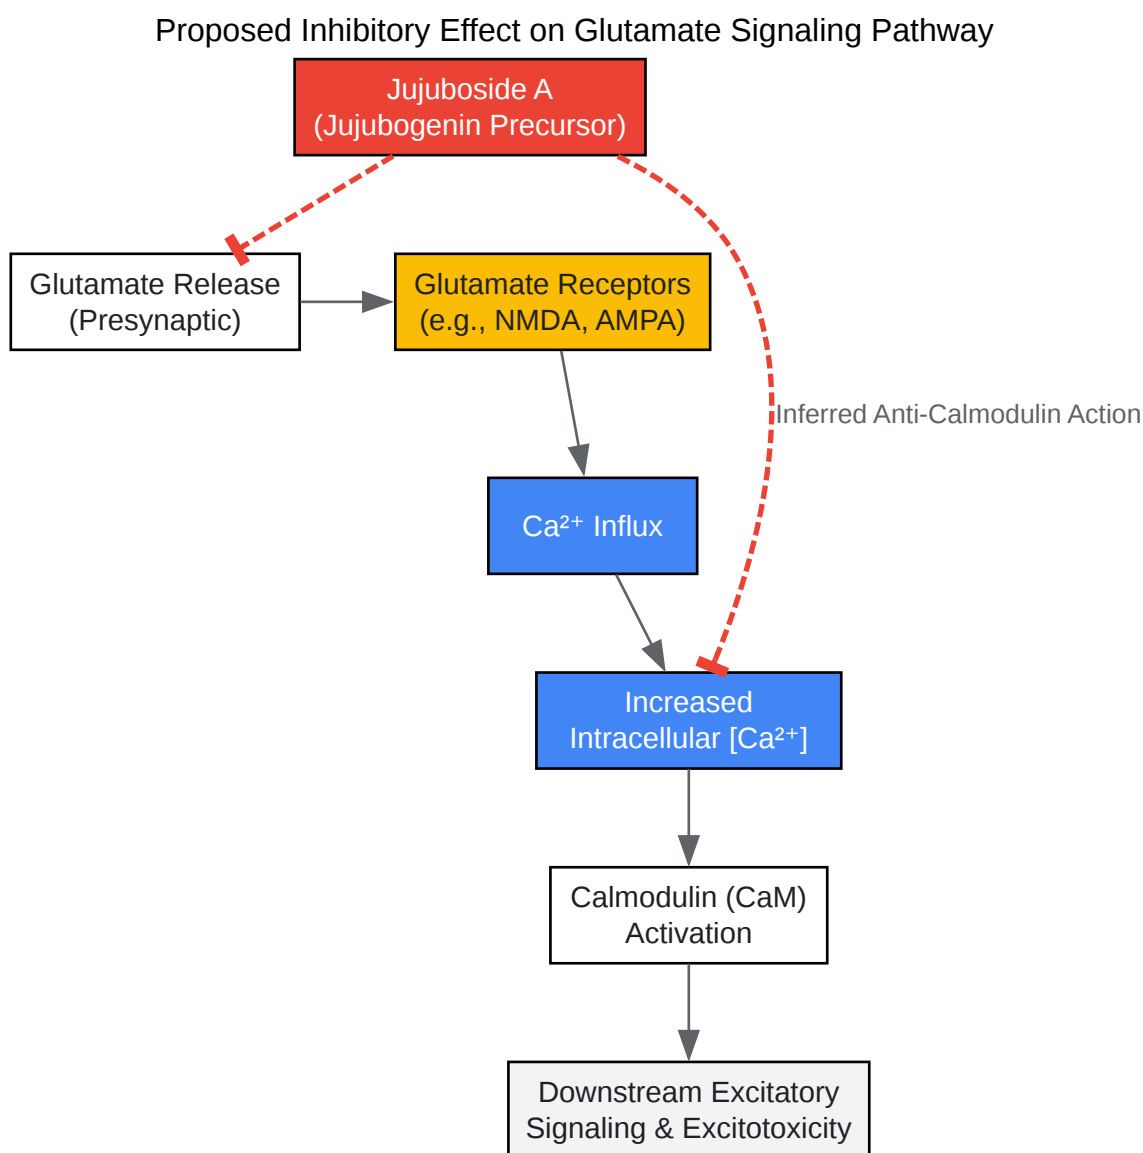 Proposed Inhibitory Effect on Glutamate Signaling Pathway
Jujuboside A
(Jujubogenin Precursor)
Glutamate Release
(Presynaptic)
Glutamate Receptors
(e.g., NMDA, AMPA)
Inferred Anti-Calmodulin Action
Ca²⁺ Influx
Increased
Intracellular [Ca²⁺]
Calmodulin (CaM)
Activation
Downstream Excitatory
Signaling & Excitotoxicity